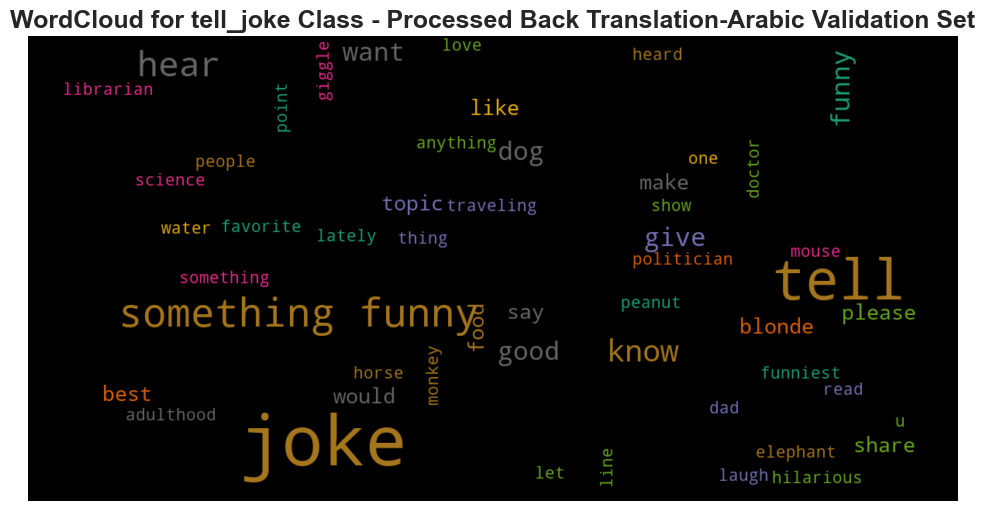 WordCloud for tell_joke Class - Processed Back Translation-Arabic Validation Set
love
hear
want
giggle
heard
funny
librarian
point
like
anything
dog
one
doctor
people
science
make
topic
traveling
show
water
favorite
lately
thing
give
mouse
politician
something
tell
peanut
something funny
food
say
please
blonde
good
know
monkey
horse
funniest
read
best
would
adulthood
dad
u
joke
share
elephant
let
line
laugh
hilarious